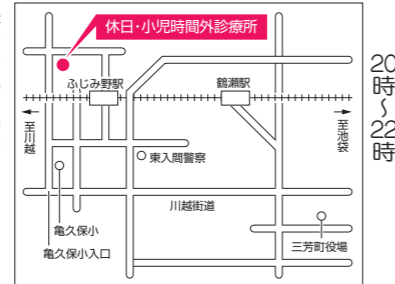 休日・小児時間外診療所
ふじみ野駅
鶴瀬駅
至川越
至池袋
東入間警察
川越街道
亀久保小
亀久保小入口
三芳町役場
20時〜22時